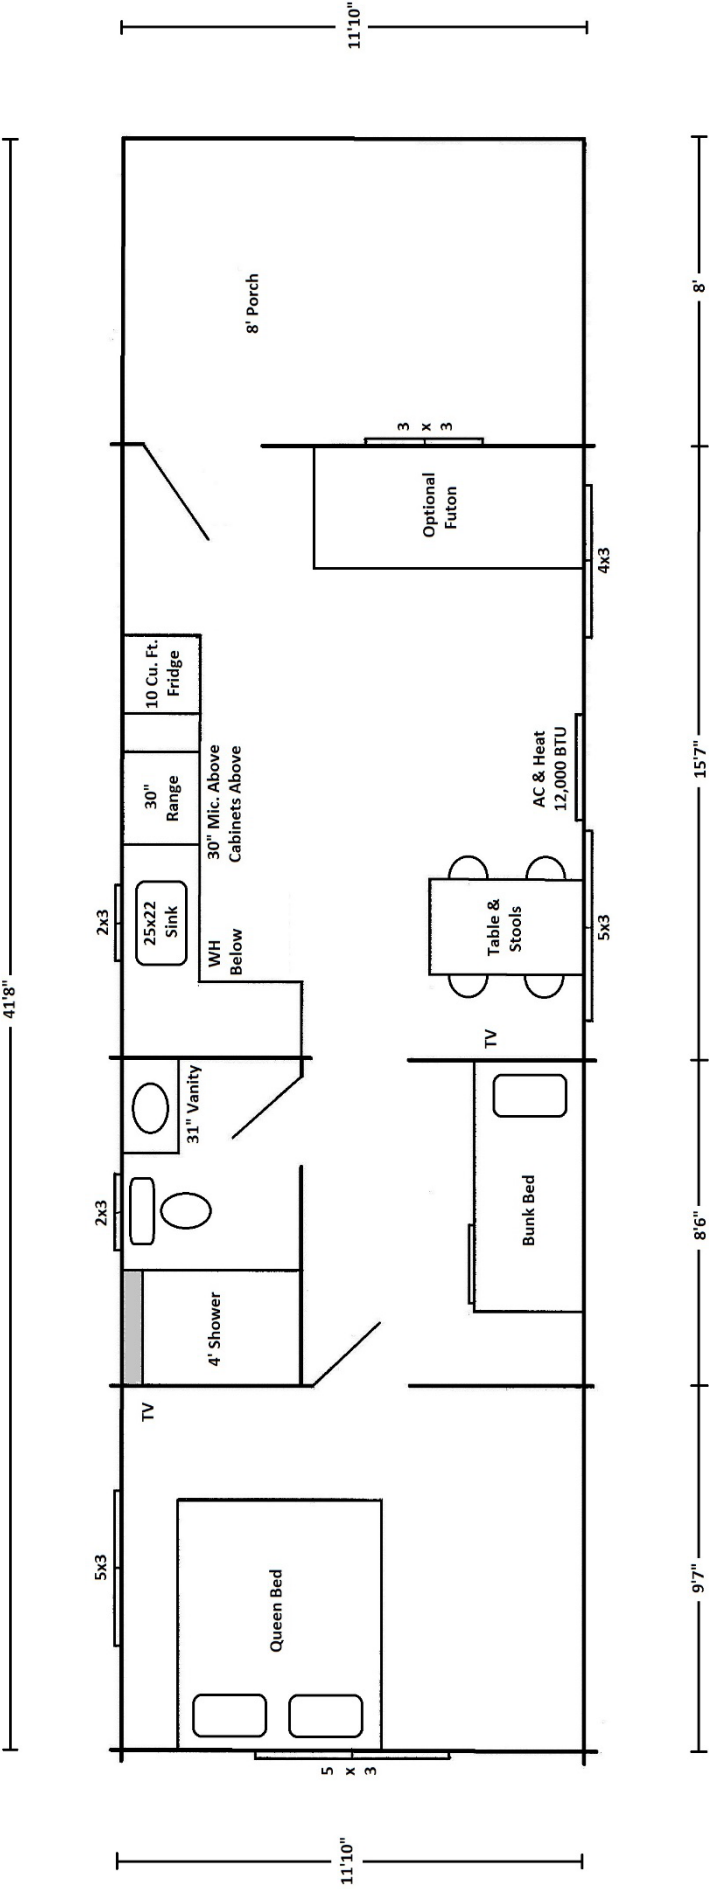 11'10"
41'8"
8' Porch
8'
3 x 3
Optional
Futon
4x3
10 Cu. Ft.
Fridge
30"
Range
30" Mic. Above
Cabinets Above
AC & Heat
12,000 BTU
15'7"
2x3
25x22
Sink
WH
Below
Table &
Stools
5x3
TV
31" Vanity
2x3
Bunk Bed
8'6"
4' Shower
TV
5x3
Queen Bed
9'7"
5 x 3
11'10"